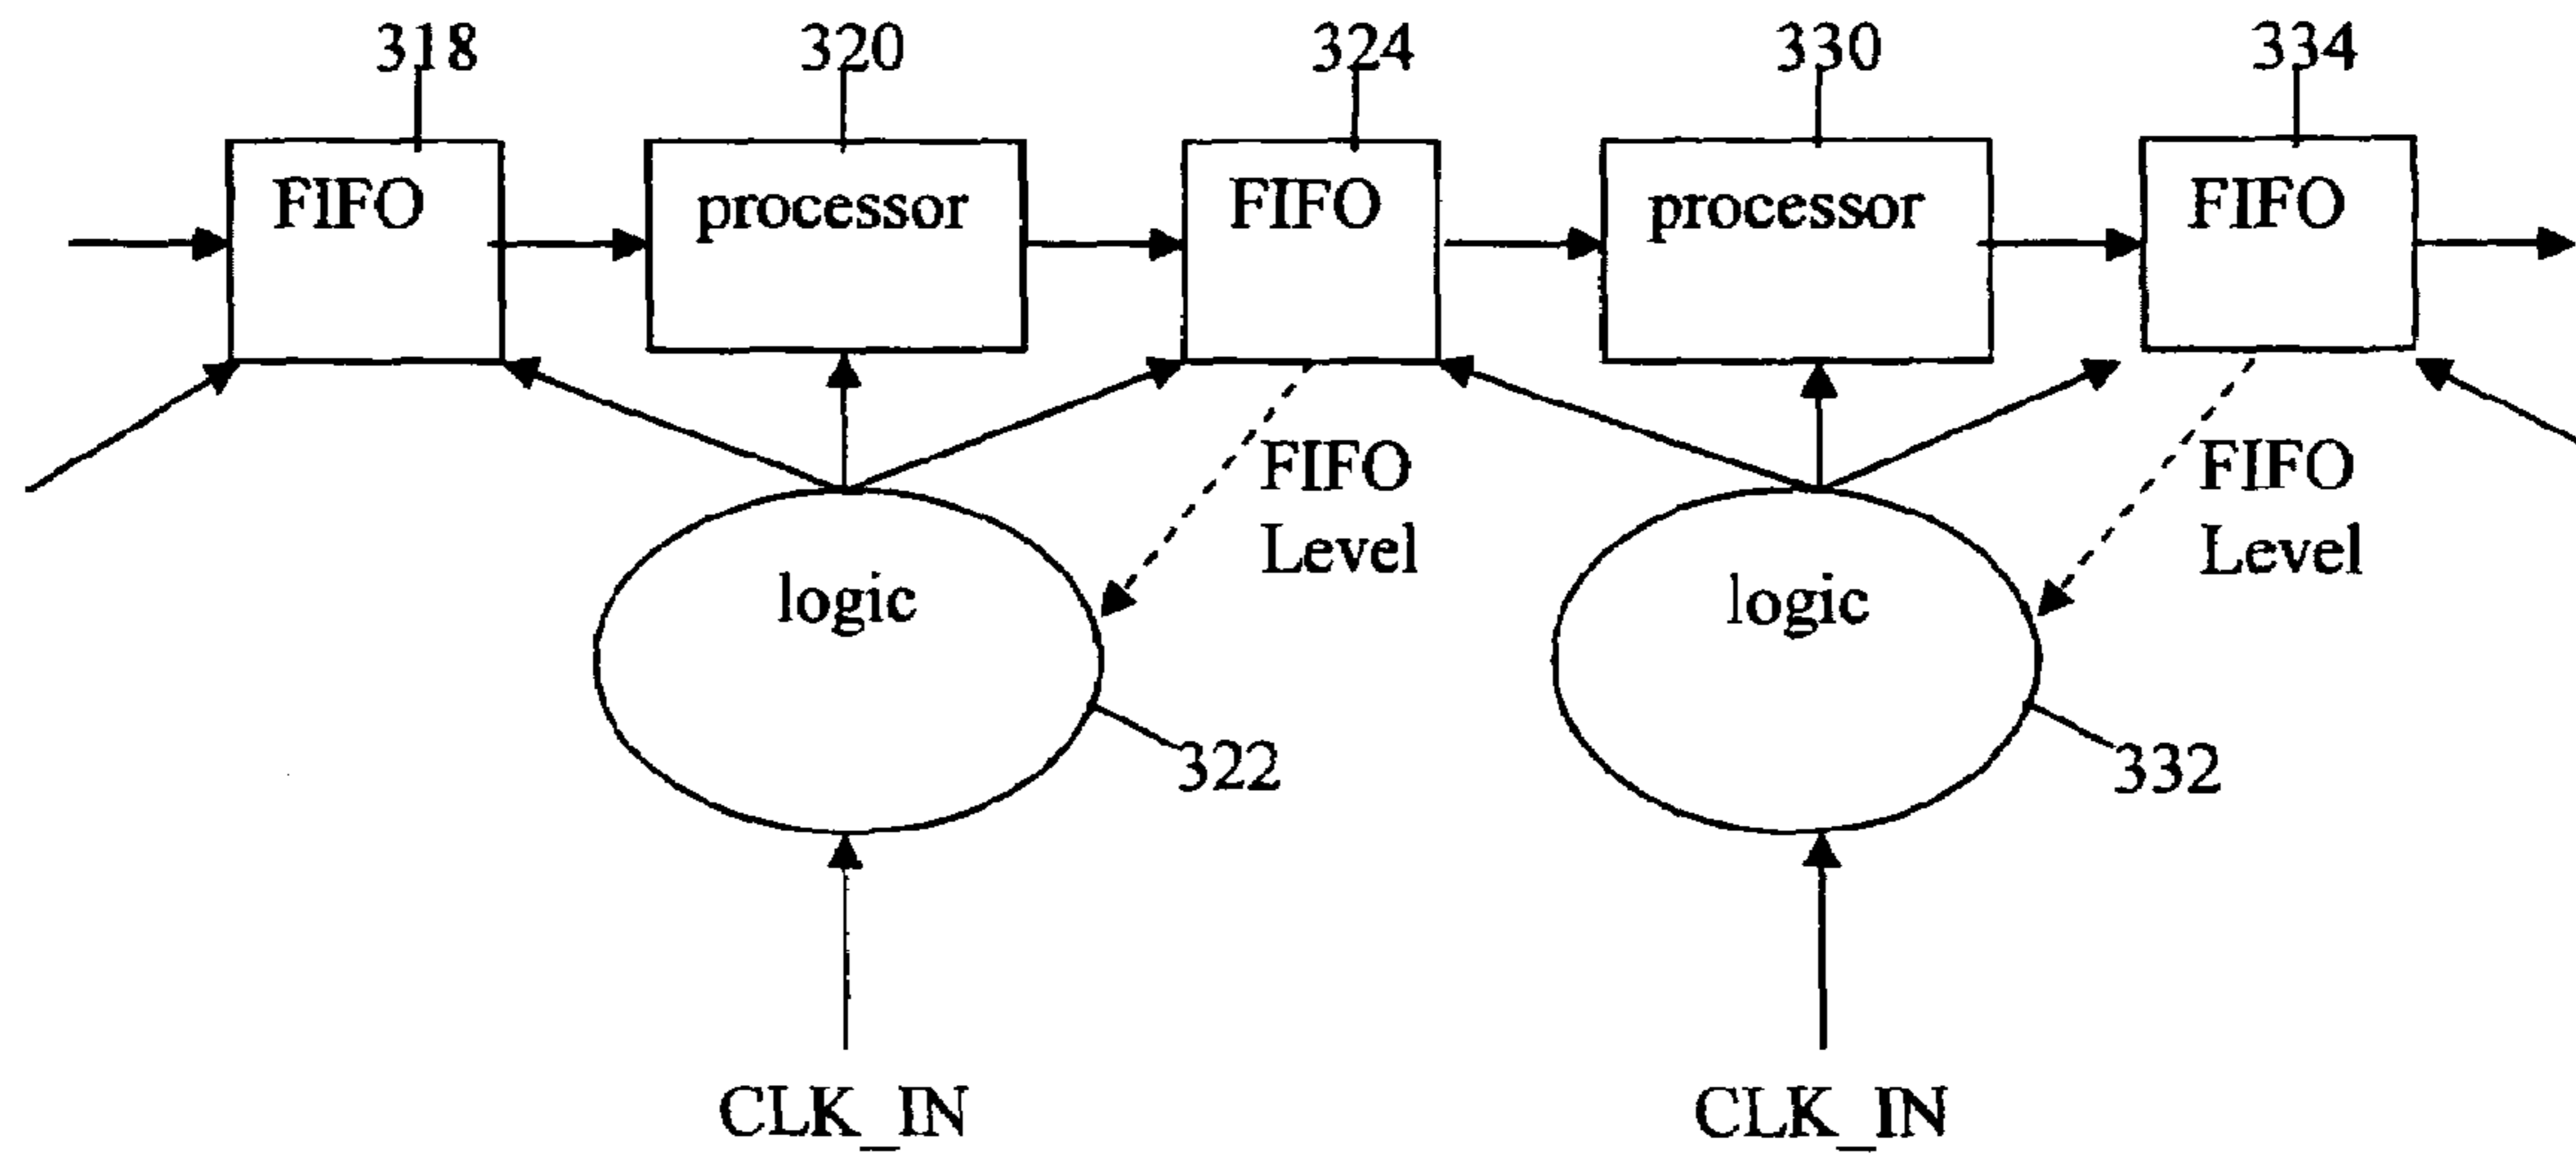 318
320
324
330
334
FIFO
processor
FIFO
processor
FIFO
FIFO
Level
FIFO
Level
logic
logic
322
332
CLK_IN
CLK_IN